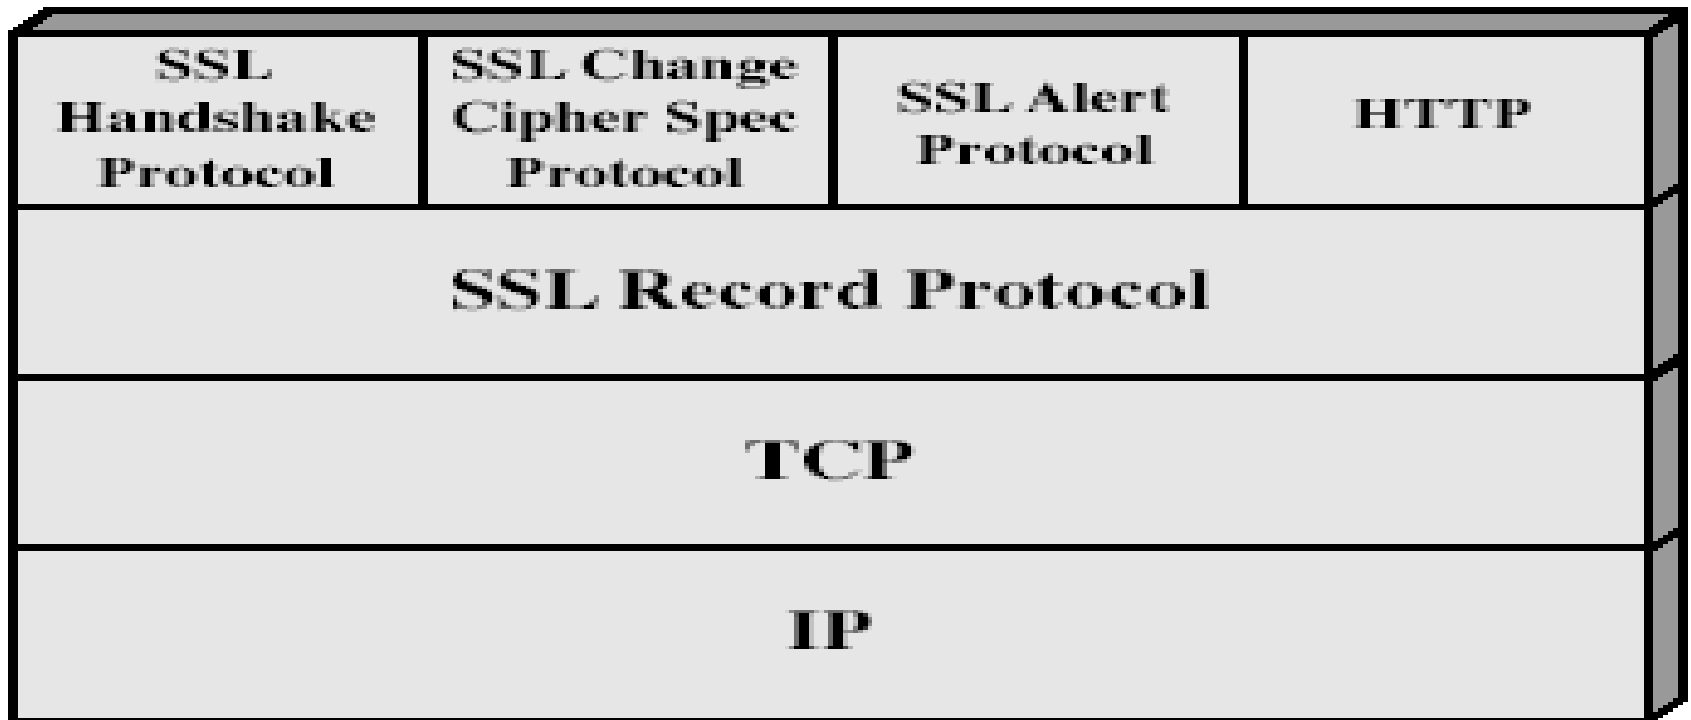 SSL
Handshake
Protocol
SSL Change
Cipher Spec
Protocol
SSL Alert
Protocol
HTTP
SSL Record Protocol
TCP
IP